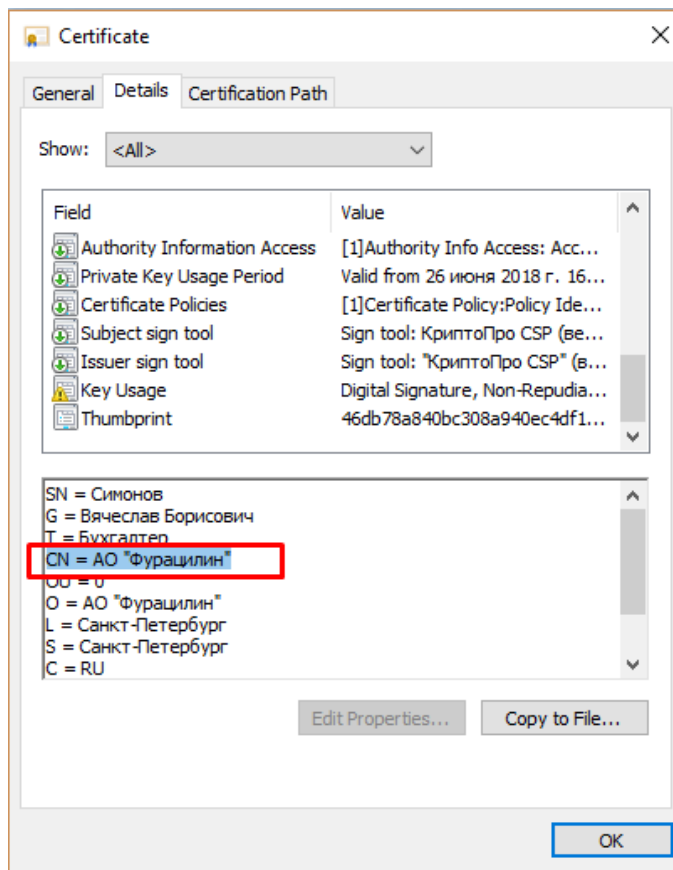 Certificate
General Details Certification Path
Show: <All>
Field Value
Authority Information Access [1]Authority Info Access: Acc...
Private Key Usage Period Valid from 26 июня 2018 г. 16...
Certificate Policies [1]Certificate Policy:Policy Ide...
Subject sign tool Sign tool: КриптоПро CSP (ве...
Issuer sign tool Sign tool: "КриптоПро CSP" (в...
Key Usage Digital Signature, Non-Repudia...
Thumbprint 46db78a840bc308a940ec4df1...
SN = Симонов
G = Вячеслав Борисович
T = Бухгалтер
CN = АО "Фурацилин"
OU = 0
O = АО "Фурацилин"
L = Санкт-Петербург
S = Санкт-Петербург
C = RU
Edit Properties... Copy to File...
OK